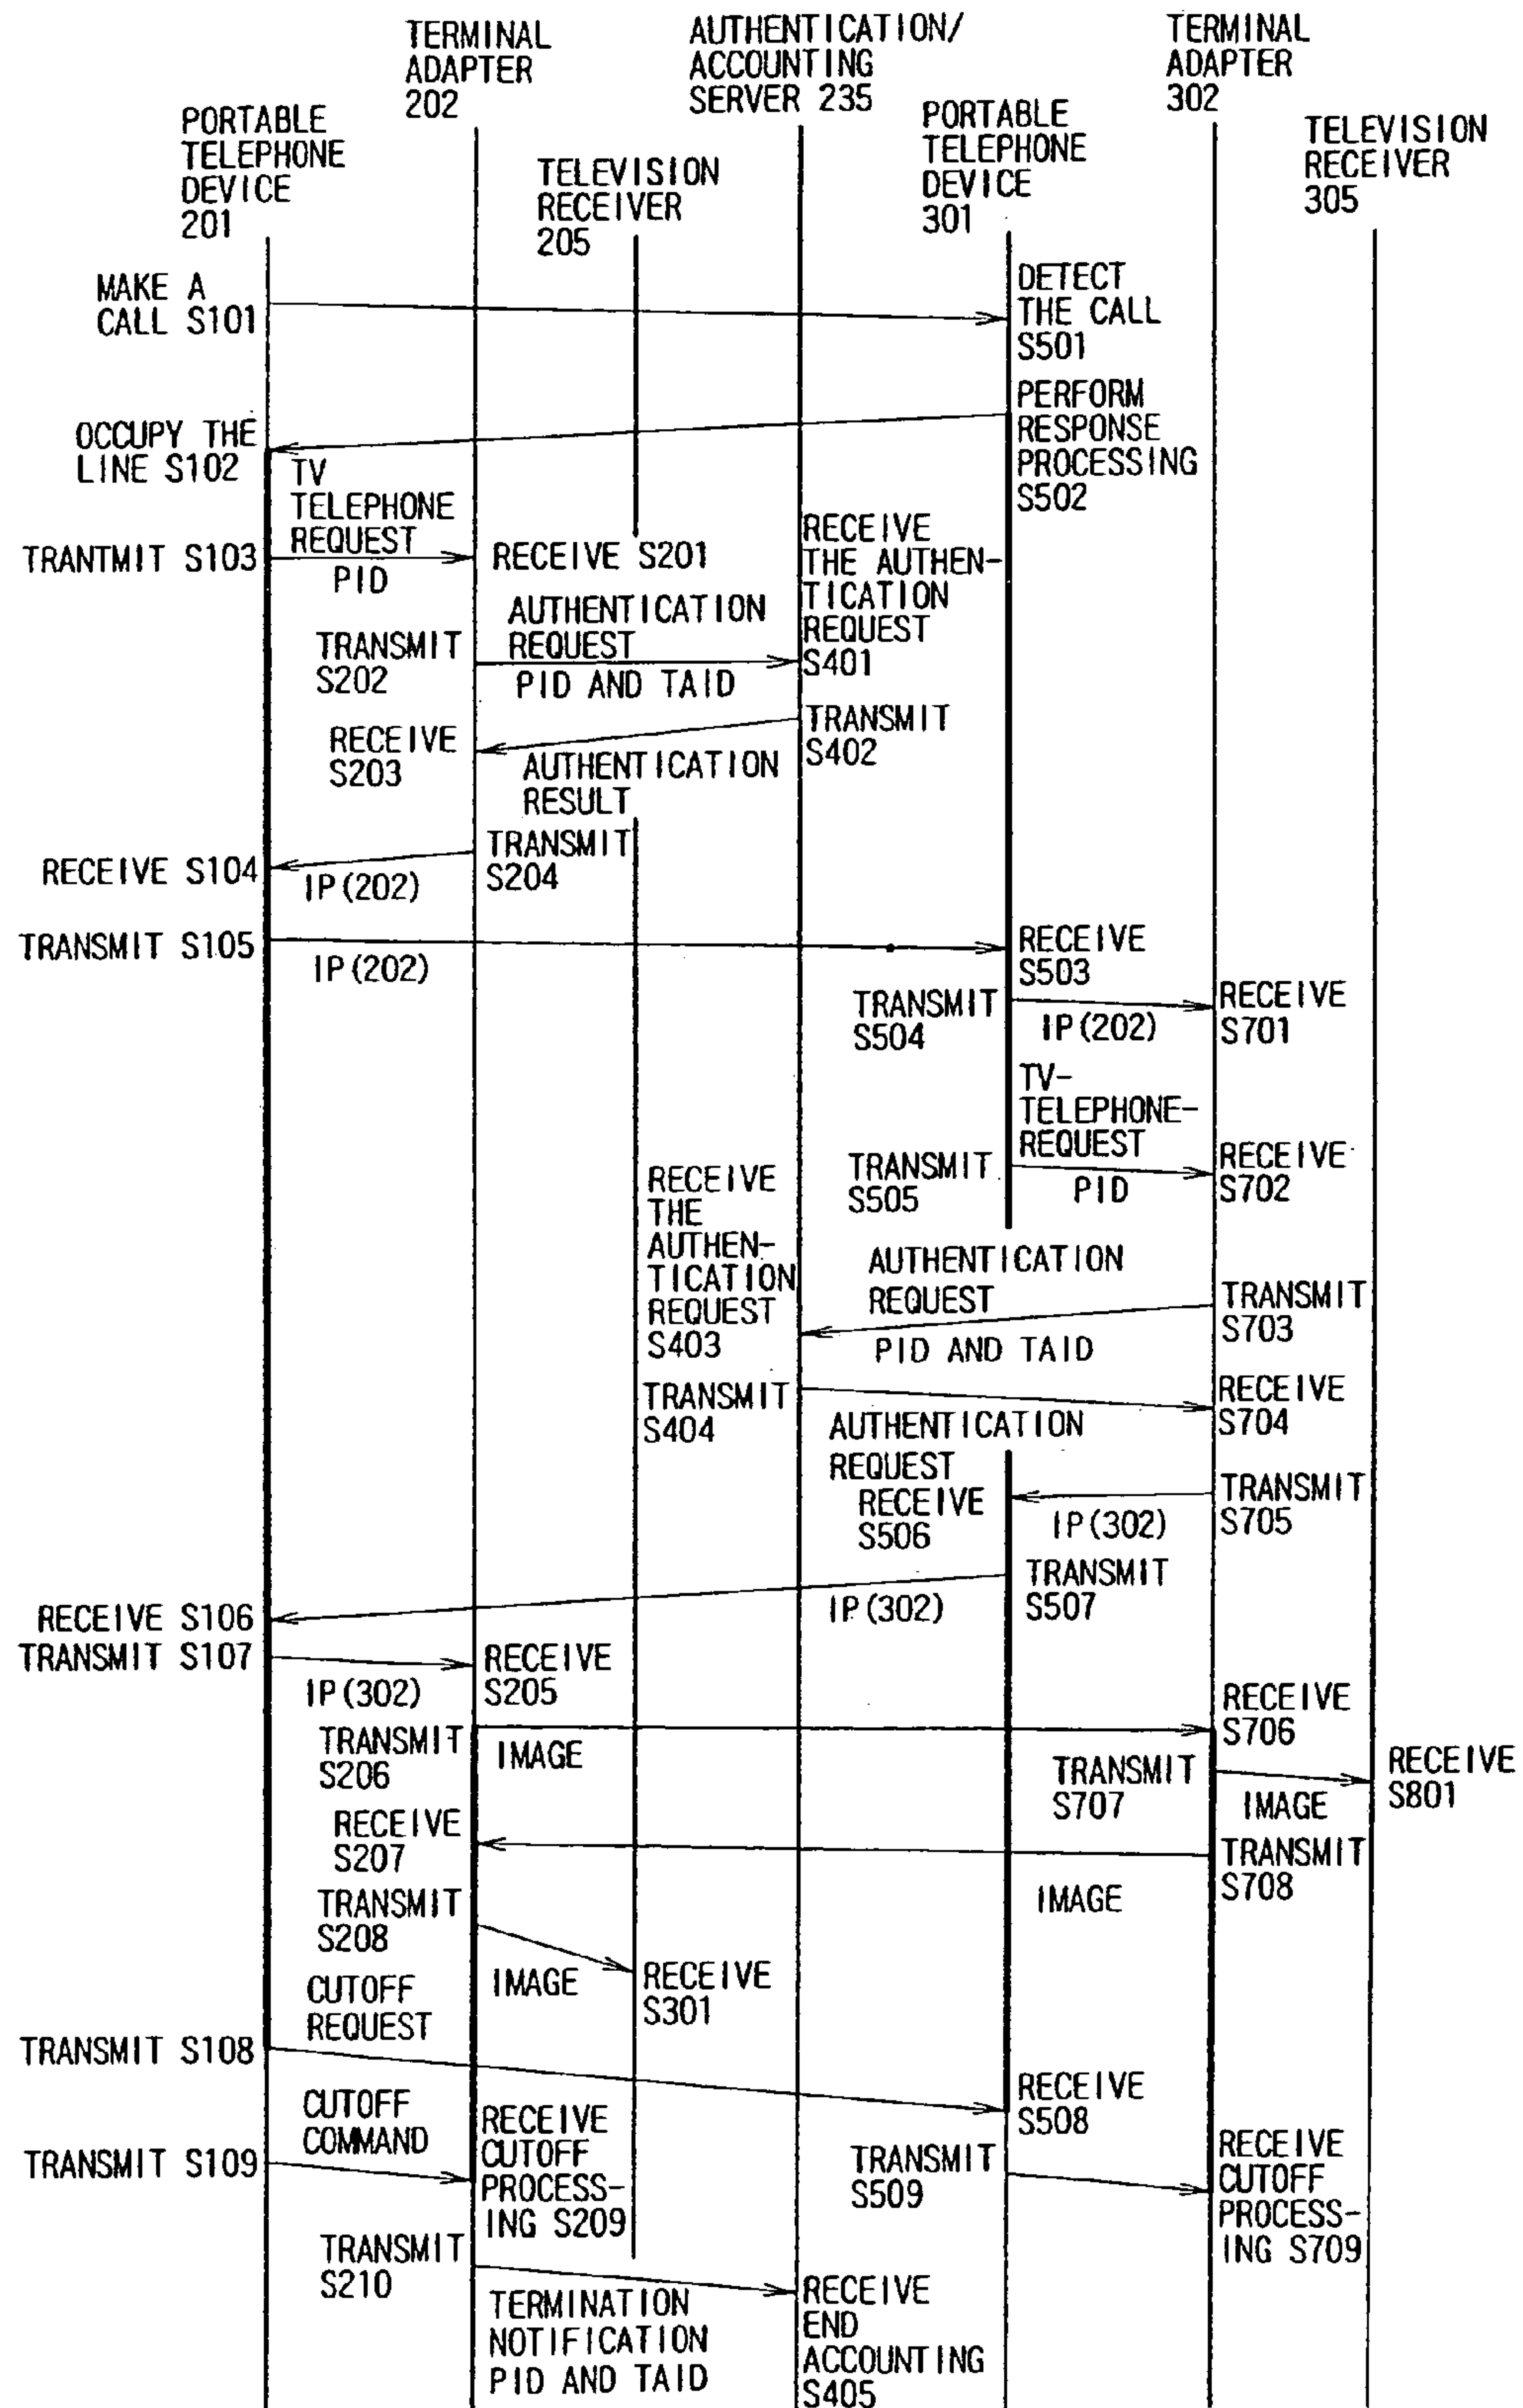 TERMINAL
ADAPTER
202
AUTHENTICATION/
ACCOUNTING
SERVER 235
TERMINAL
ADAPTER
302
PORTABLE
TELEPHONE
DEVICE
201
TELEVISION
RECEIVER
205
PORTABLE
TELEPHONE
DEVICE
301
TELEVISION
RECEIVER
305
MAKE A
CALL S101
DETECT
THE CALL
S501
PERFORM
RESPONSE
PROCESSING
S502
OCCUPY THE
LINE S102
TV
TELEPHONE
REQUEST
TRANTMIT S103
PID
RECEIVE S201
RECEIVE
THE AUTHEN-
TICATION
REQUEST
S401
AUTHENTICATION
REQUEST
TRANSMIT
S202
PID AND TAID
TRANSMIT
S402
RECEIVE
S203
AUTHENTICATION
RESULT
TRANSMIT
S204
RECEIVE S104
IP(202)
TRANSMIT S105
IP(202)
RECEIVE
S503
TRANSMIT
S504
IP(202)
RECEIVE
S701
TV-
TELEPHONE-
REQUEST
TRANSMIT
S505
PID
RECEIVE
S702
RECEIVE
THE
AUTHEN-
TICATION
REQUEST
S403
AUTHENTICATION
REQUEST
PID AND TAID
TRANSMIT
S703
TRANSMIT
S404
RECEIVE
S704
AUTHENTICATION
REQUEST
RECEIVE
S506
IP(302)
TRANSMIT
S705
TRANSMIT
S507
IP(302)
RECEIVE S106
TRANSMIT S107
IP(302)
RECEIVE
S205
TRANSMIT
S206
IMAGE
RECEIVE
S706
TRANSMIT
S707
IMAGE
RECEIVE
S801
RECEIVE
S207
TRANSMIT
S708
IMAGE
TRANSMIT
S208
IMAGE
RECEIVE
S301
CUTOFF
REQUEST
TRANSMIT S108
RECEIVE
S508
CUTOFF
COMMAND
TRANSMIT S109
RECEIVE
CUTOFF
PROCESS-
ING S209
TRANSMIT
S509
RECEIVE
CUTOFF
PROCESS-
ING S709
TRANSMIT
S210
TERMINATION
NOTIFICATION
PID AND TAID
RECEIVE
END
ACCOUNTING
S405